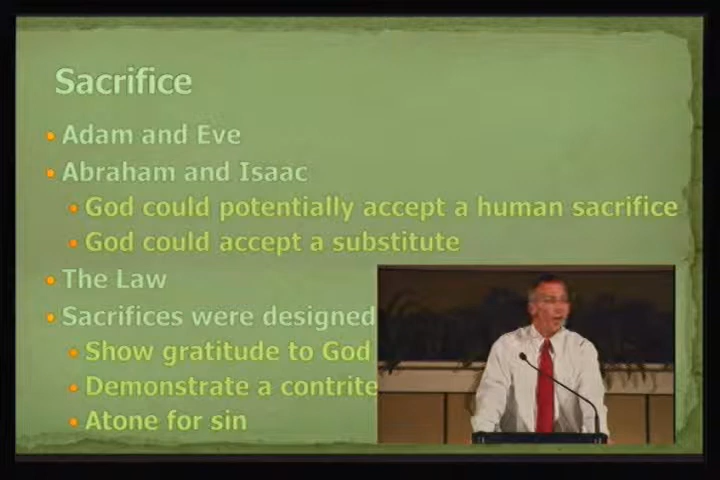 Sacrifice
Adam and Eve
Abraham and Isaac
God could potentially accept a human sacrifice
God could accept a substitute
The Law
Sacrifices were designed
Show gratitude to God
Demonstrate a contrite
Atone for sin